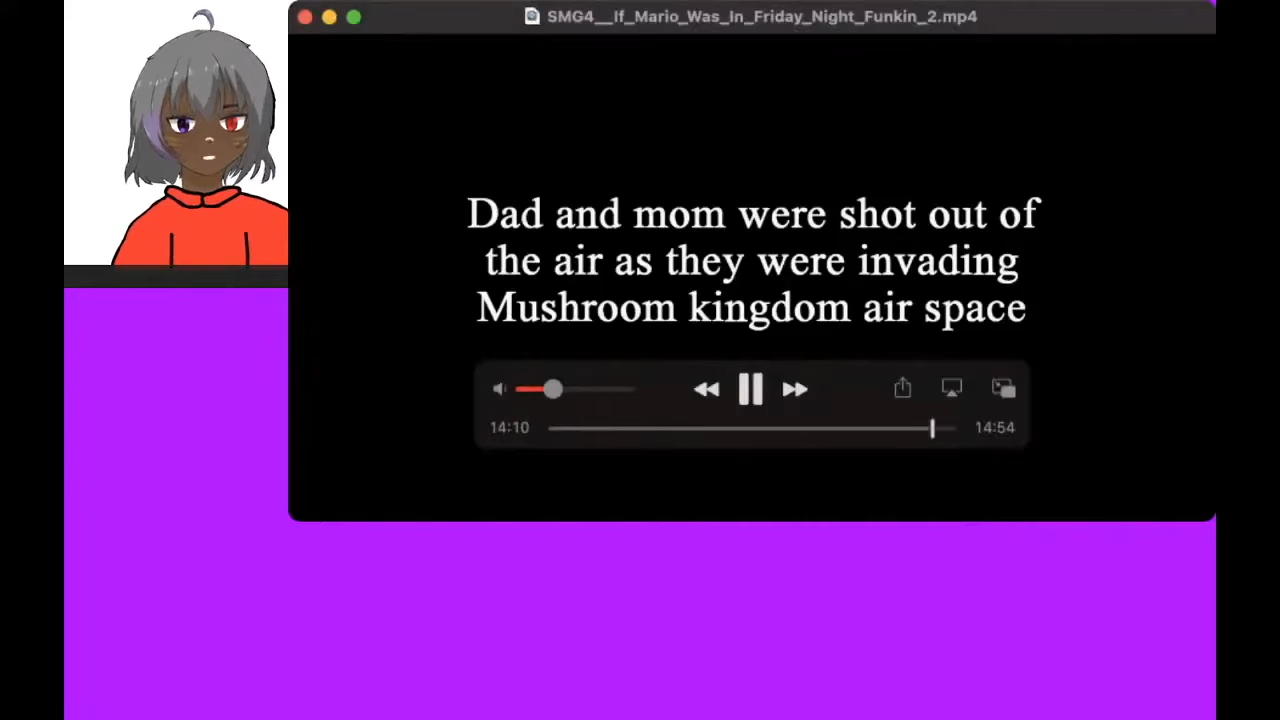 SMG4__If_Mario_Was_In_Friday_Night_Funkin_2.mp4
Dad and mom were shot out of
the air as they were invading
Mushroom kingdom air space
14:10
14:54